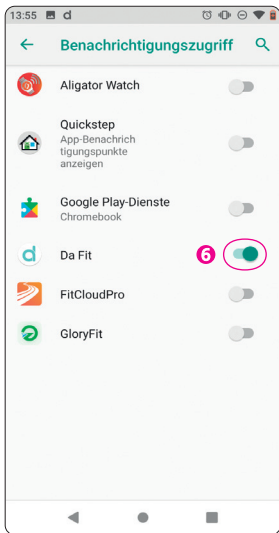 13:55 d
Benachrichtigungszugriff
Aligator Watch
Quickstep
App-Benachrich
tigungspunkte
anzeigen
Google Play-Dienste
Chromebook
d Da Fit 6
FitCloudPro
GloryFit